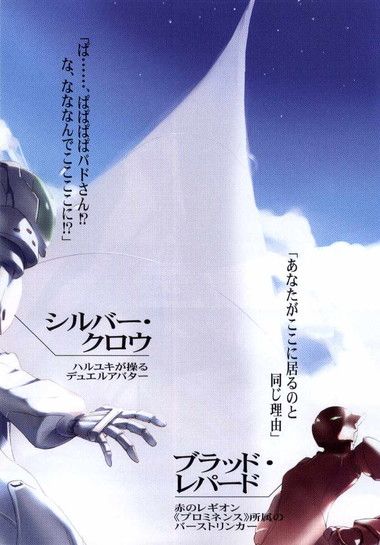 「ぱ……、ぱぱぱぱパドさん!?
な、なななんでこここに!?」
「あなたがここに居るのと
同じ理由」
シルバー・
クロウ
ハルユキが操る
デュエルアバター
ブラッド・
レパード
赤のレギオン
《プロミネンス》所属の
バーストリンカー